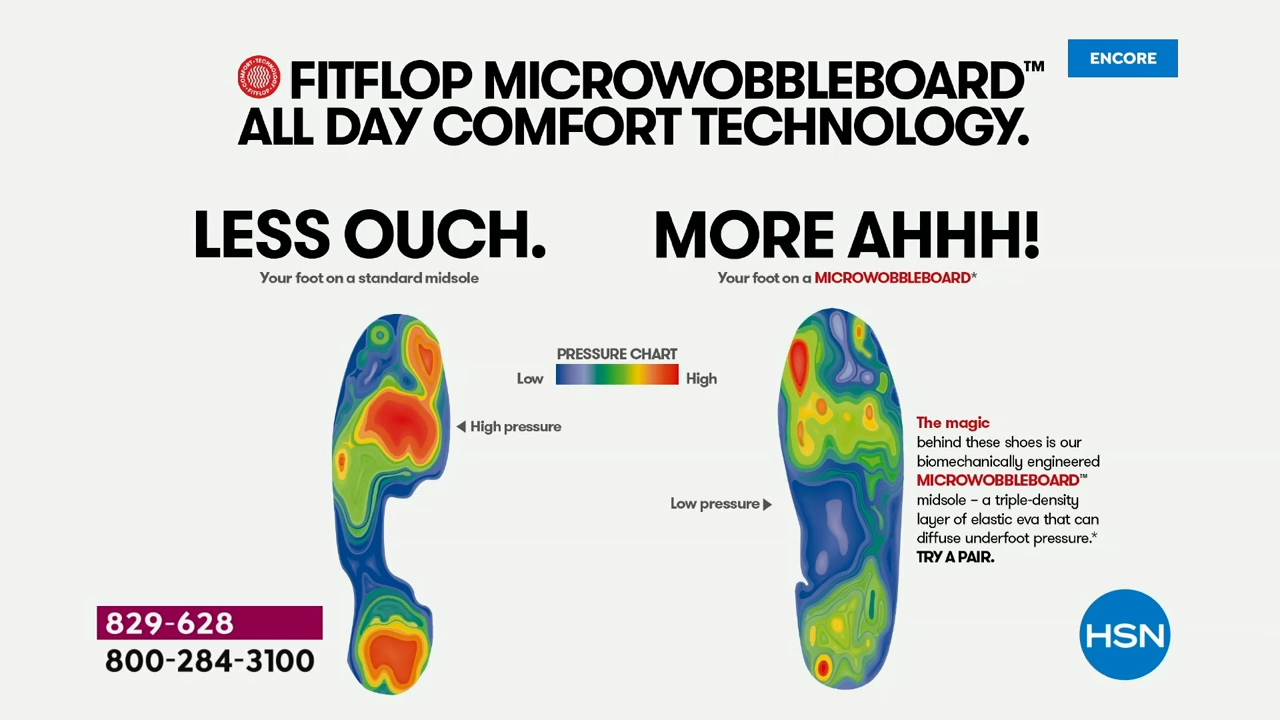 ENCORE
FITFLOP MICROWOBBLEBOARD™
ALL DAY COMFORT TECHNOLOGY.
LESS OUCH.
Your foot on a standard midsole
MORE AHHH!
Your foot on a MICROWOBBLEBOARD*
PRESSURE CHART
Low
High
High pressure
Low pressure
The magic
behind these shoes is our
biomechanically engineered
MICROWOBBLEBOARD™
midsole – a triple-density
layer of elastic eva that can
diffuse underfoot pressure.*
TRY A PAIR.
829-628
800-284-3100
HSN